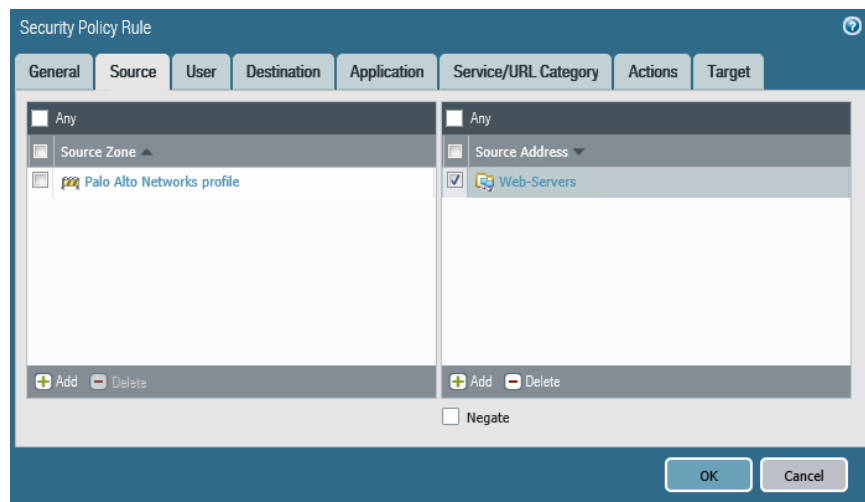 Security Policy Rule
General Source User Destination Application Service/URL Category Actions Target
Any
Source Zone
Palo Alto Networks profile
Add Delete
Any
Source Address
Web-Servers
Add Delete
Negate
OK Cancel